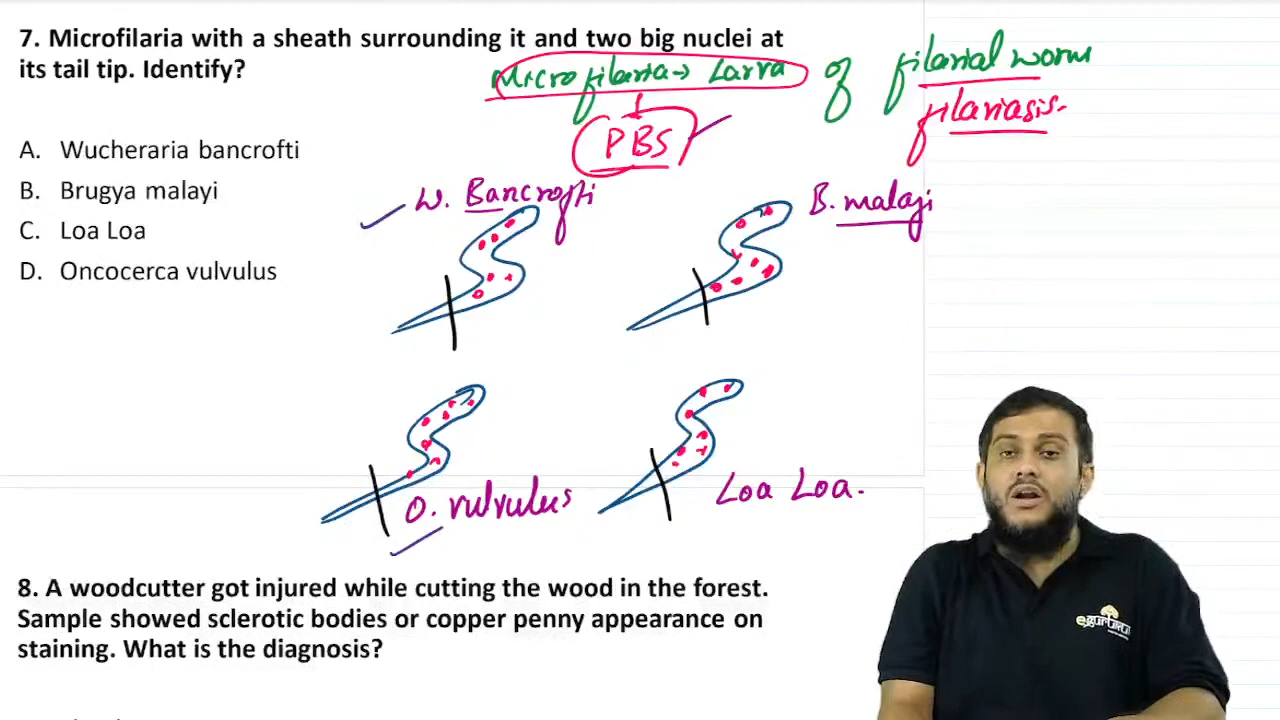 7. Microfilaria with a sheath surrounding it and two big nuclei at
its tail tip. Identify?
Microfilaria → Larva of filarial worm
filariasis.
PBS
A. Wucheraria bancrofti
B. Brugya malayi
C. Loa Loa
D. Oncocerca vulvulus
W. Bancrofti
B. malayi
O. vulvulus
Loa Loa.
8. A woodcutter got injured while cutting the wood in the forest.
Sample showed sclerotic bodies or copper penny appearance on
staining. What is the diagnosis?
egurukul